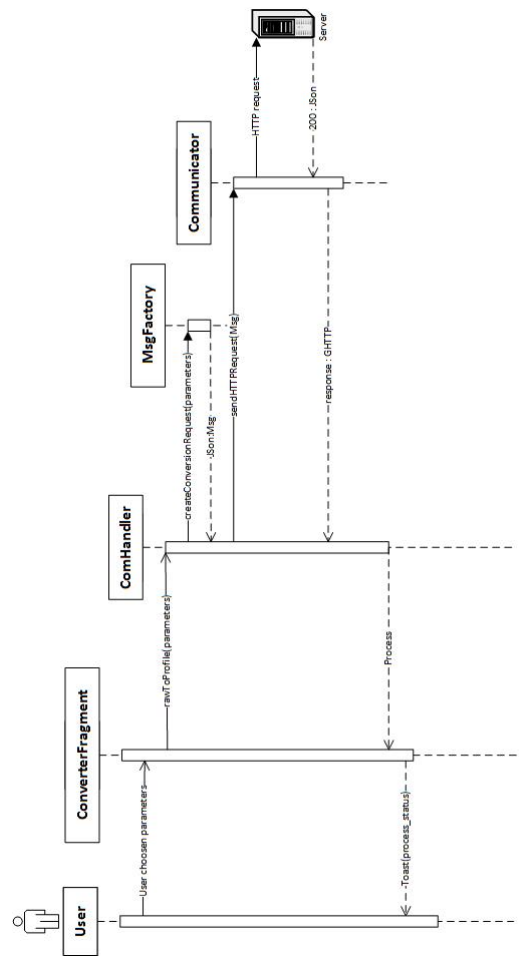 User
ConverterFragment
ComHandler
MsgFactory
Communicator
Server
User choosen parameters
rawToProfile(parameters)
createConversionRequest(parameters)
JSon:Msg
sendHTTPRequest(Msg)
HTTP request
200 : JSon
response : GHTTP
Process
Toast(process_status)